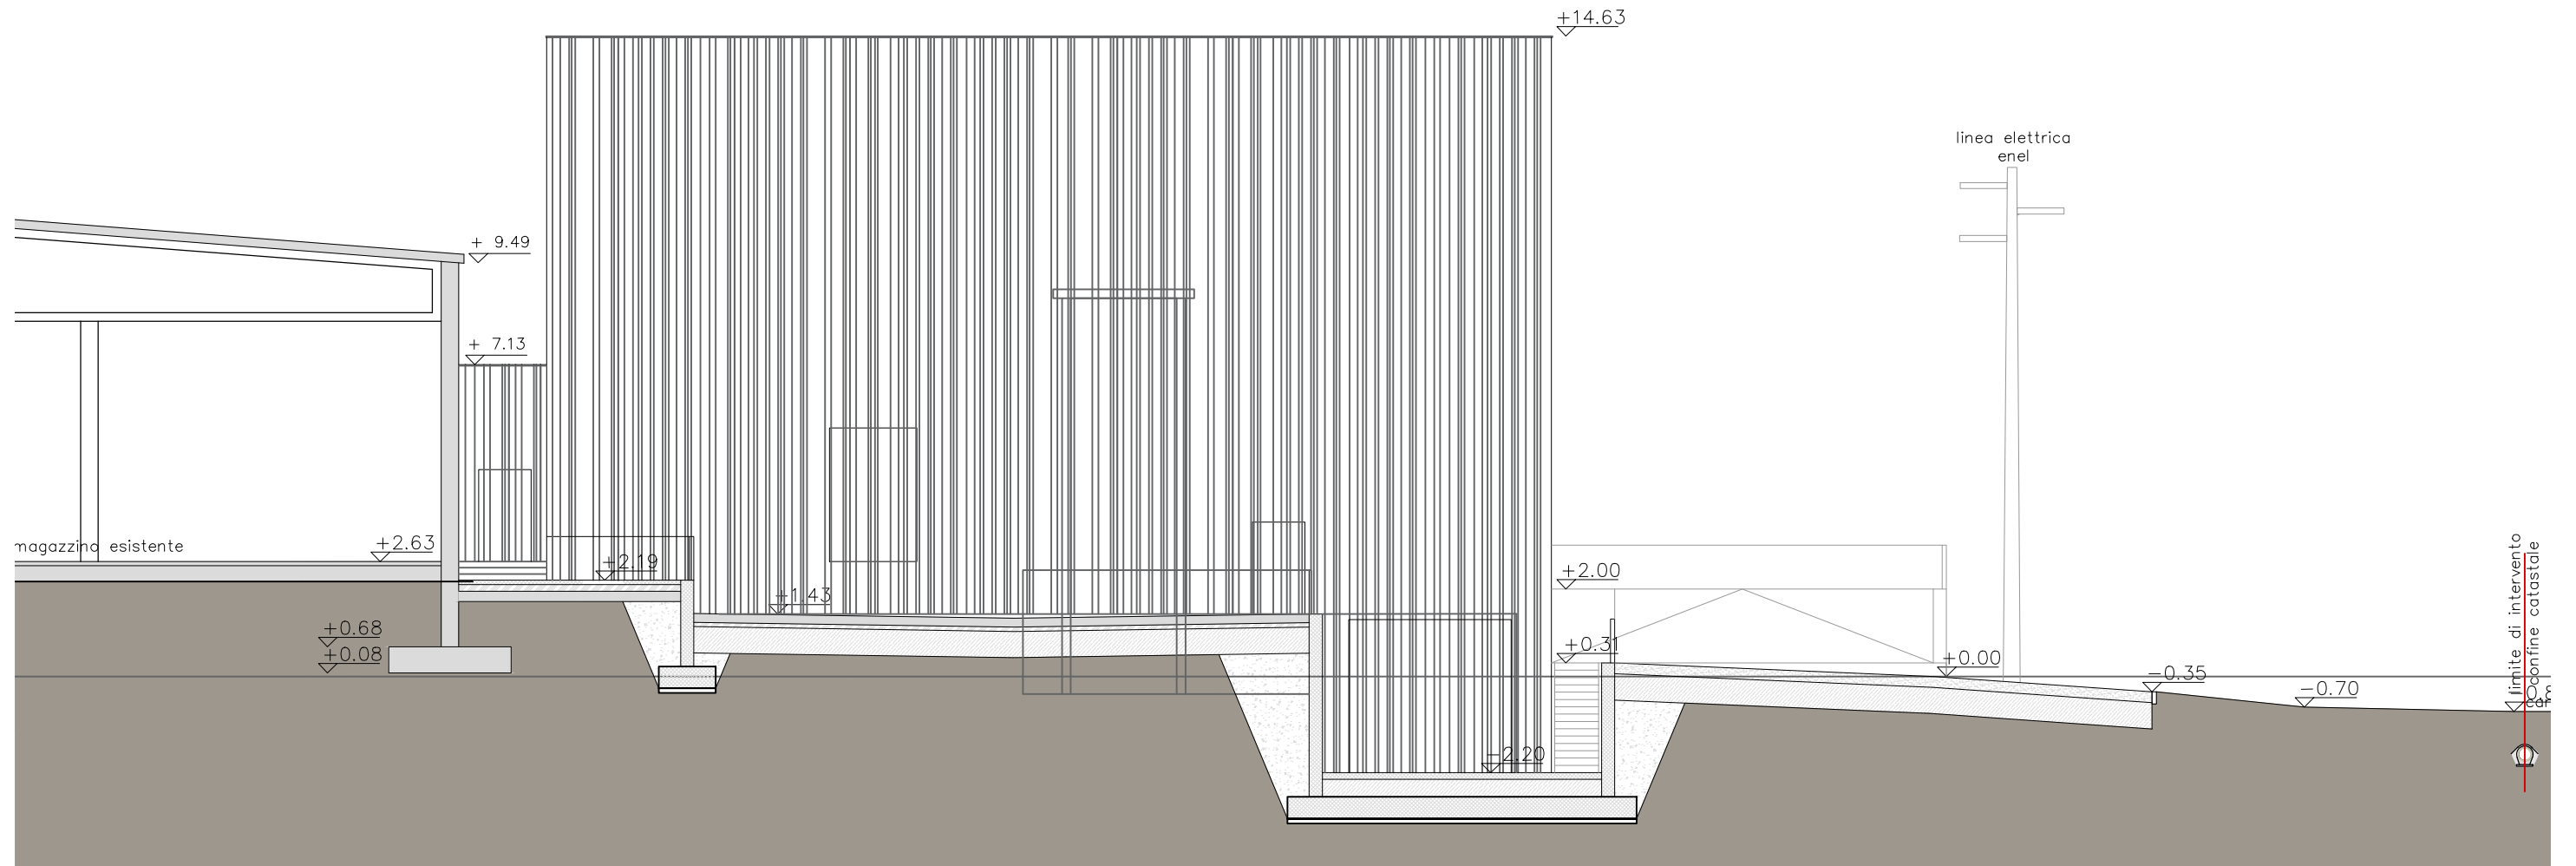 +14.63
linea elettrica
enel
+ 9.49
+ 7.13
magazzino esistente
+2.63
+2.19
+1.43
+2.00
+0.68
+0.08
+0.31
+0.00
-0.35
-0.70
-2.20
limite di intervento
confine catastale